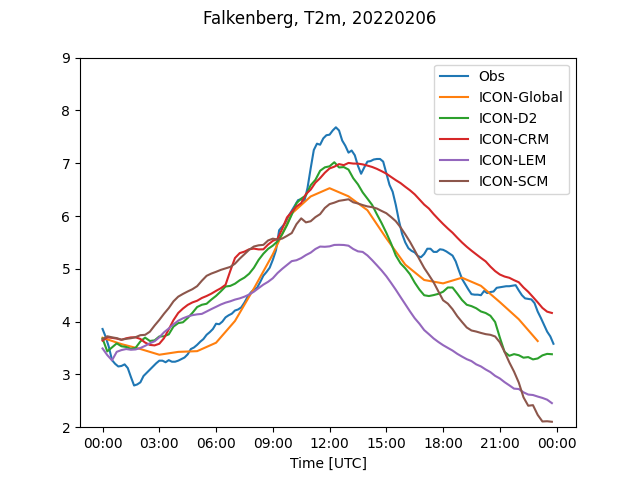 Falkenberg, T2m, 20220206
9
8
7
6
5
4
3
2
Obs
ICON-Global
ICON-D2
ICON-CRM
ICON-LEM
ICON-SCM
00:00 03:00 06:00 09:00 12:00 15:00 18:00 21:00 00:00
Time [UTC]